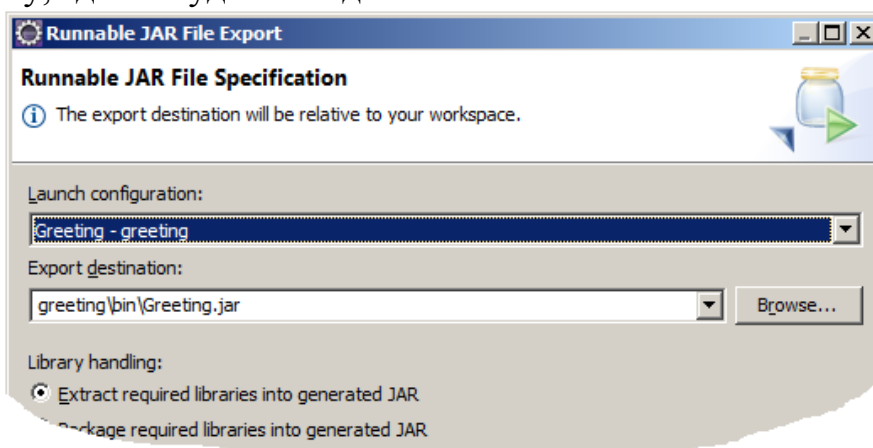 Runnable JAR File Export
Runnable JAR File Specification
The export destination will be relative to your workspace.
Launch configuration:
Greeting - greeting
Export destination:
greeting\bin\Greeting.jar
Browse...
Library handling:
Extract required libraries into generated JAR
Package required libraries into generated JAR